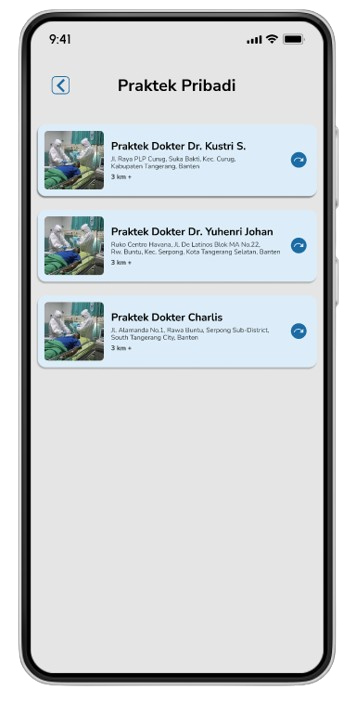 9:41
Praktek Pribadi
Praktek Dokter Dr. Kustri S.
Jl. Raya PLP Curug, Suka Bakti, Kec. Curug,
Kabupaten Tangerang, Banten
3 km +
Praktek Dokter Dr. Yuhenri Johan
Ruko Centro Havana, JL De Latinos Blok MA No.22,
Rw. Buntu, Kec. Serpong, Kota Tangerang Selatan, Banten
3 km +
Praktek Dokter Charlis
Jl. Alamanda No.1, Rawa Buntu, Serpong Sub-District,
South Tangerang City, Banten
3 km +